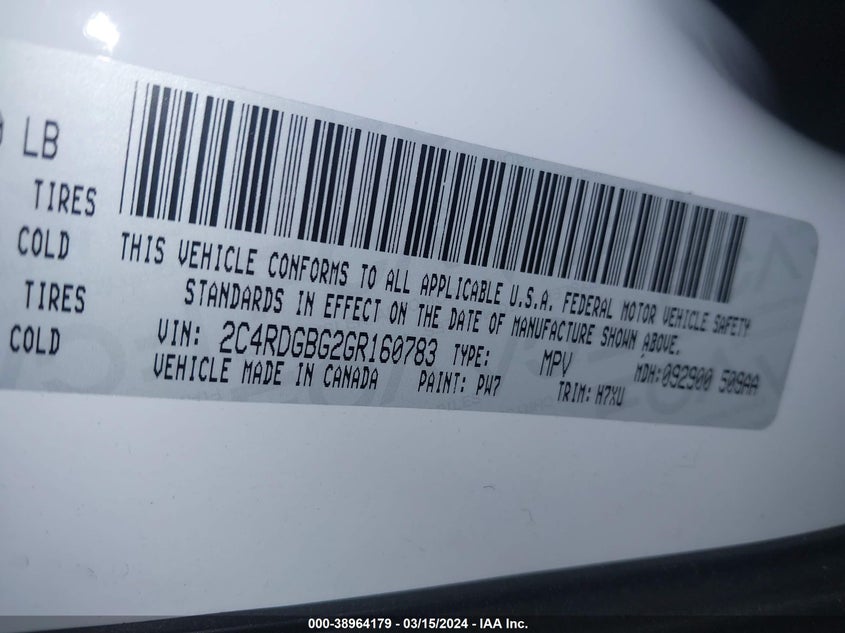 LB
TIRES
COLD
TIRES
COLD
THIS VEHICLE CONFORMS TO ALL APPLICABLE U.S.A. FEDERAL MOTOR VEHICLE SAFETY
STANDARDS IN EFFECT ON THE DATE OF MANUFACTURE SHOWN ABOVE.
VIN: 2C4RDGBG2GR160783 TYPE: MPV MDH: 092900 508AA
VEHICLE MADE IN CANADA PAINT: PW7 TRIM: H7XU
000-38964179 - 03/15/2024 - IAA Inc.